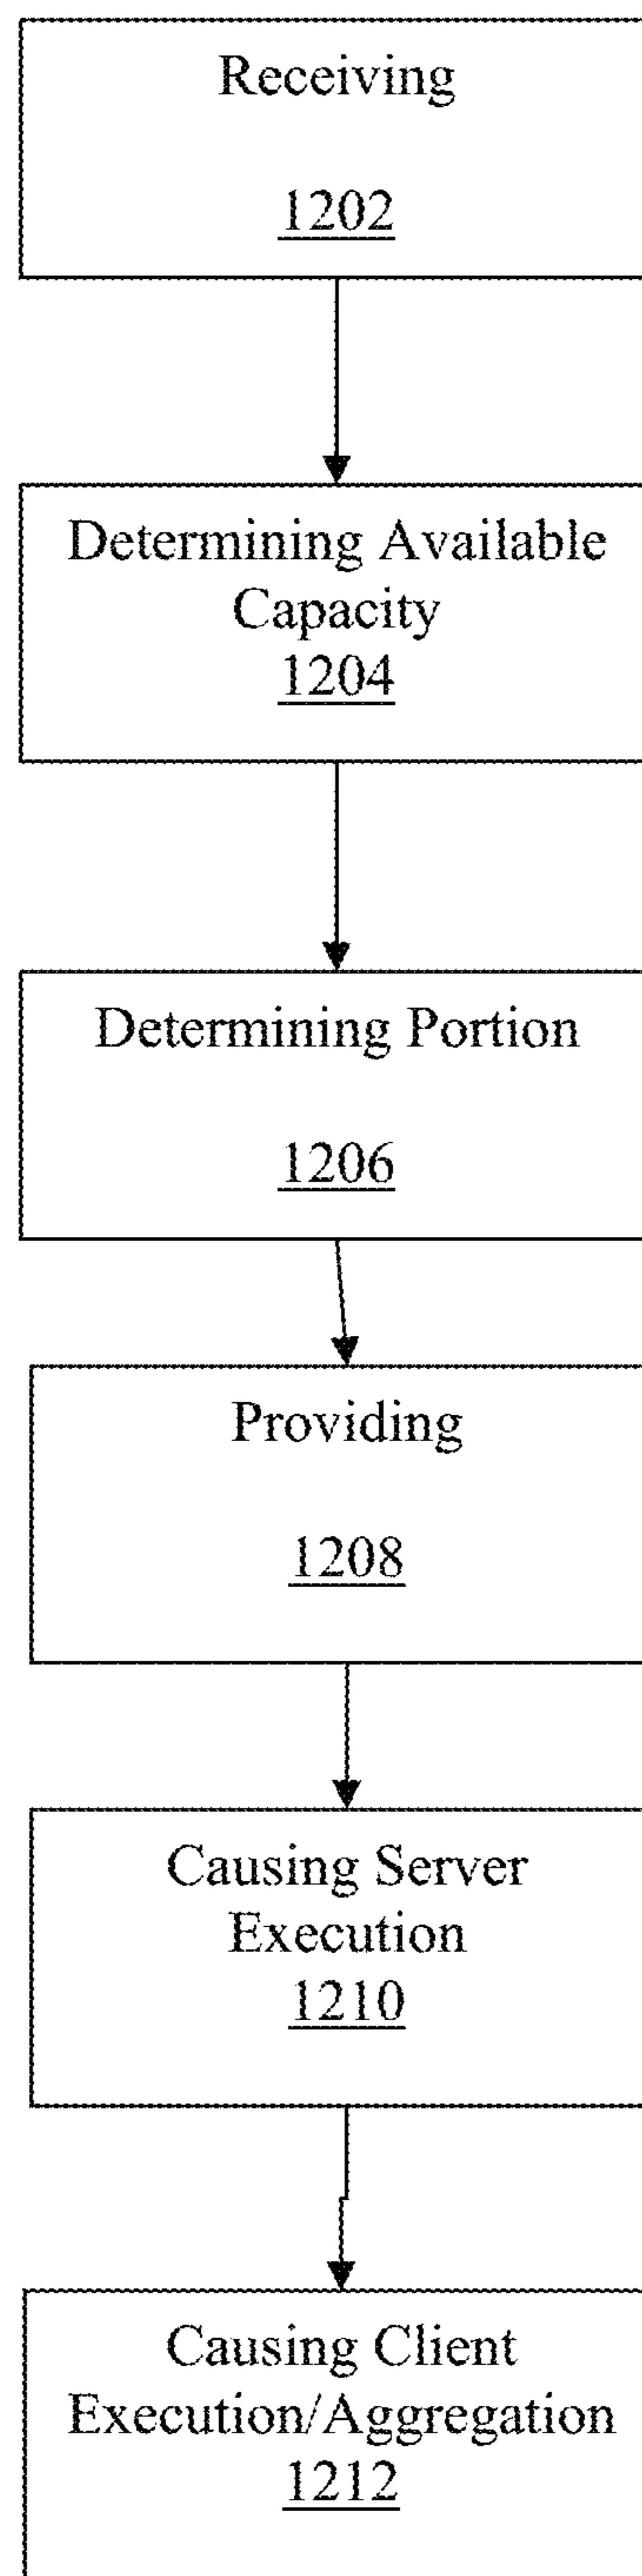 Receiving
1202
Determining Available
Capacity
1204
Determining Portion
1206
Providing
1208
Causing Server
Execution
1210
Causing Client
Execution/Aggregation
1212